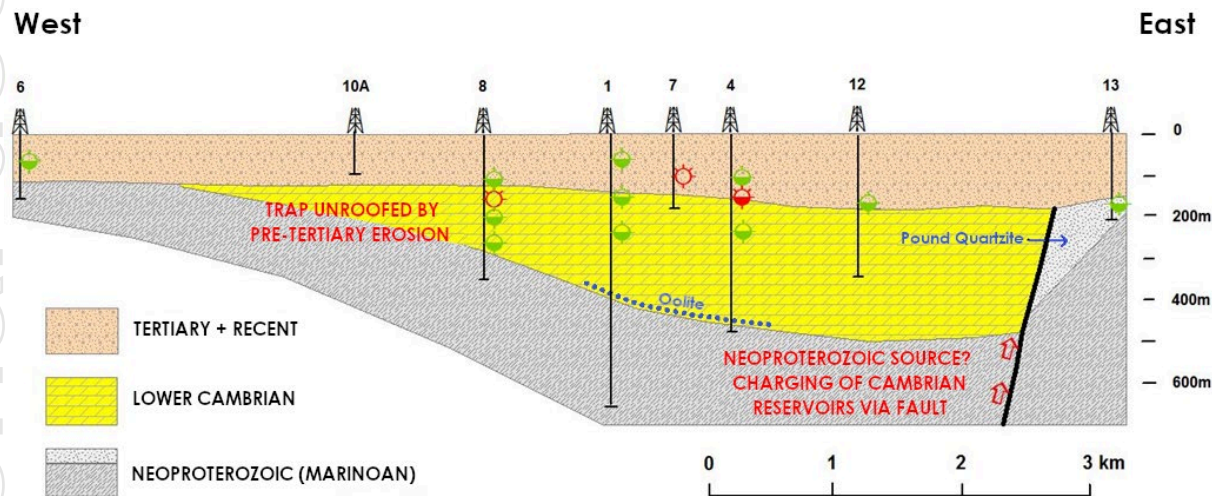 West
East
6
10A
8
1
7
4
12
13
0
TRAP UNROOFED BY
PRE-TERTIARY EROSION
200m
Pound Quartzite
Oolite
400m
TERTIARY + RECENT
NEOPROTEROZOIC SOURCE?
CHARGING OF CAMBRIAN
RESERVOIRS VIA FAULT
600m
LOWER CAMBRIAN
NEOPROTEROZOIC (MARINOAN)
0
1
2
3 km